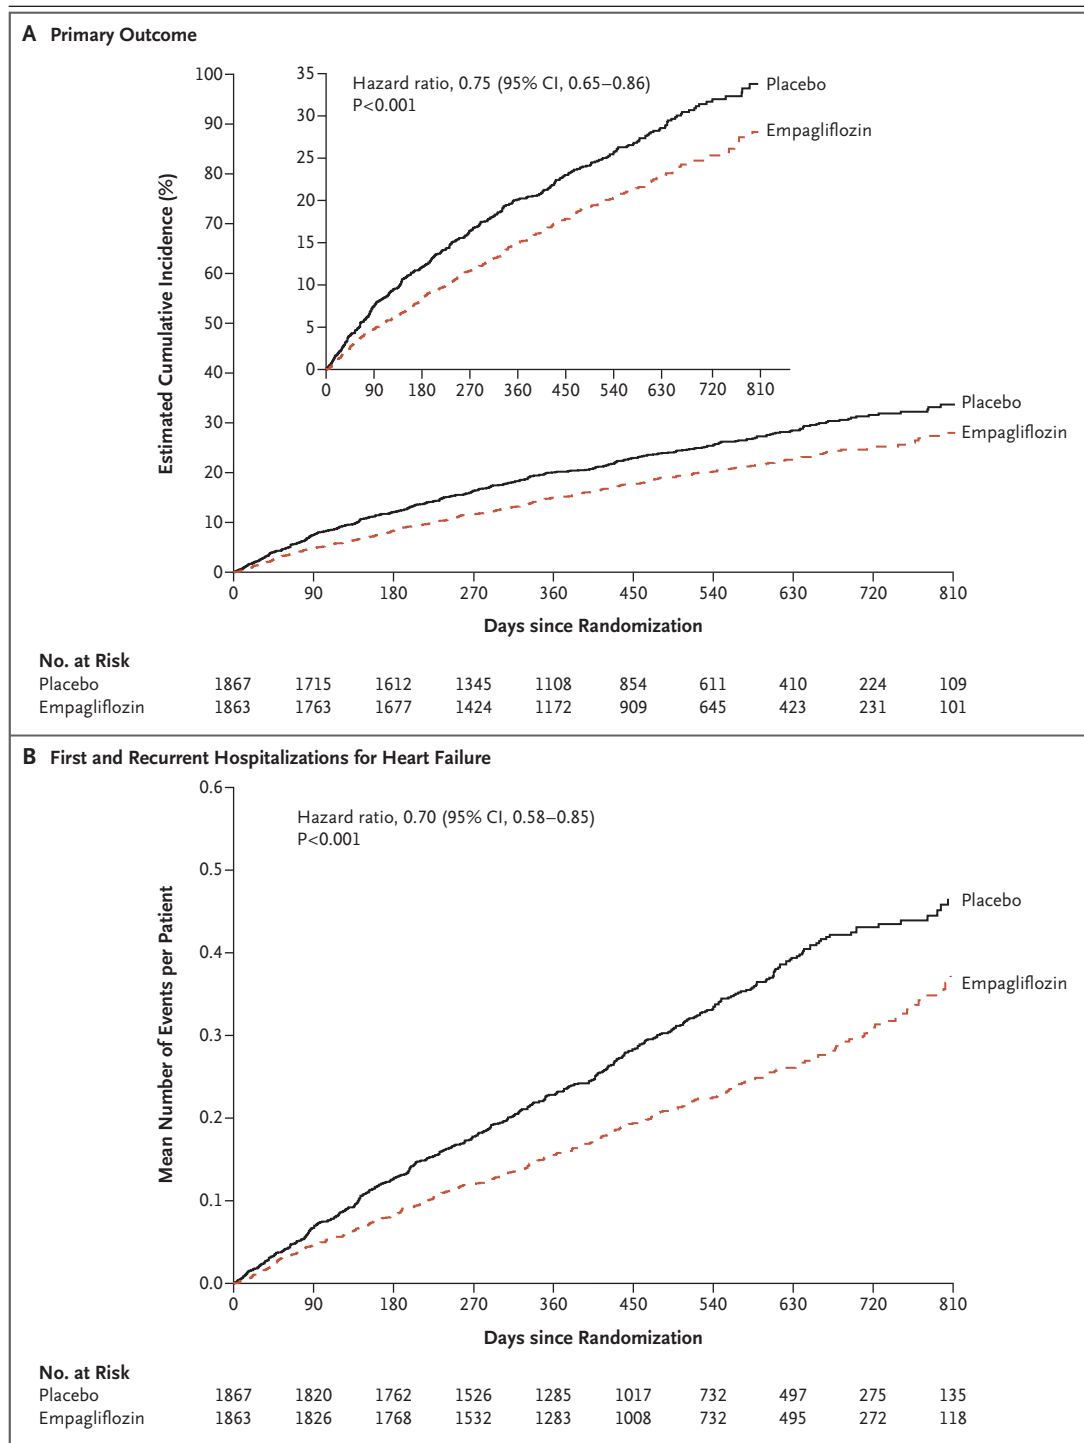 A Primary Outcome
Estimated Cumulative Incidence (%)
100
90
80
70
60
50
40
30
20
10
0
35
30
25
20
15
10
5
0
Hazard ratio, 0.75 (95% CI, 0.65–0.86)
P<0.001
Placebo
Empagliflozin
0 90 180 270 360 450 540 630 720 810
Placebo
Empagliflozin
0 90 180 270 360 450 540 630 720 810
Days since Randomization
No. at Risk
Placebo 1867 1715 1612 1345 1108 854 611 410 224 109
Empagliflozin 1863 1763 1677 1424 1172 909 645 423 231 101
B First and Recurrent Hospitalizations for Heart Failure
Mean Number of Events per Patient
0.6
0.5
0.4
0.3
0.2
0.1
0.0
Hazard ratio, 0.70 (95% CI, 0.58–0.85)
P<0.001
Placebo
Empagliflozin
0 90 180 270 360 450 540 630 720 810
Days since Randomization
No. at Risk
Placebo 1867 1820 1762 1526 1285 1017 732 497 275 135
Empagliflozin 1863 1826 1768 1532 1283 1008 732 495 272 118